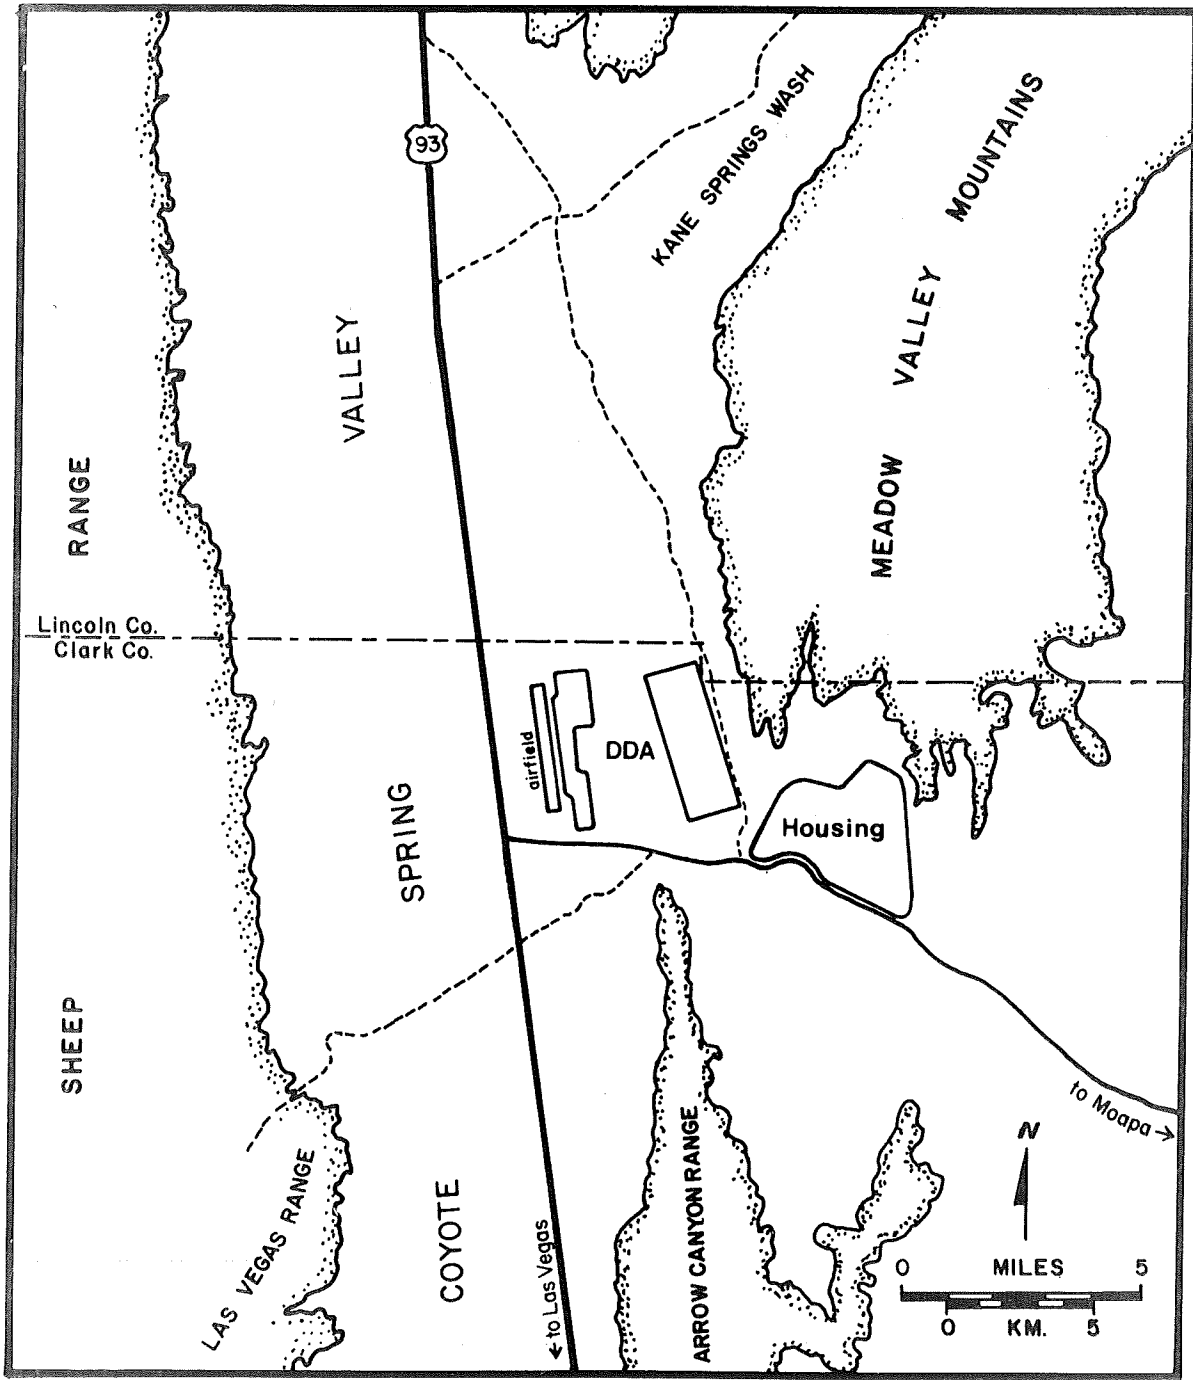 93
KANE SPRINGS WASH
MEADOW VALLEY MOUNTAINS
SHEEP RANGE
COYOTE SPRING VALLEY
Lincoln Co.
Clark Co.
airfield
DDA
Housing
LAS VEGAS RANGE
ARROW CANYON RANGE
← to Las Vegas
to Moapa →
N
0 MILES 5
0 KM. 5